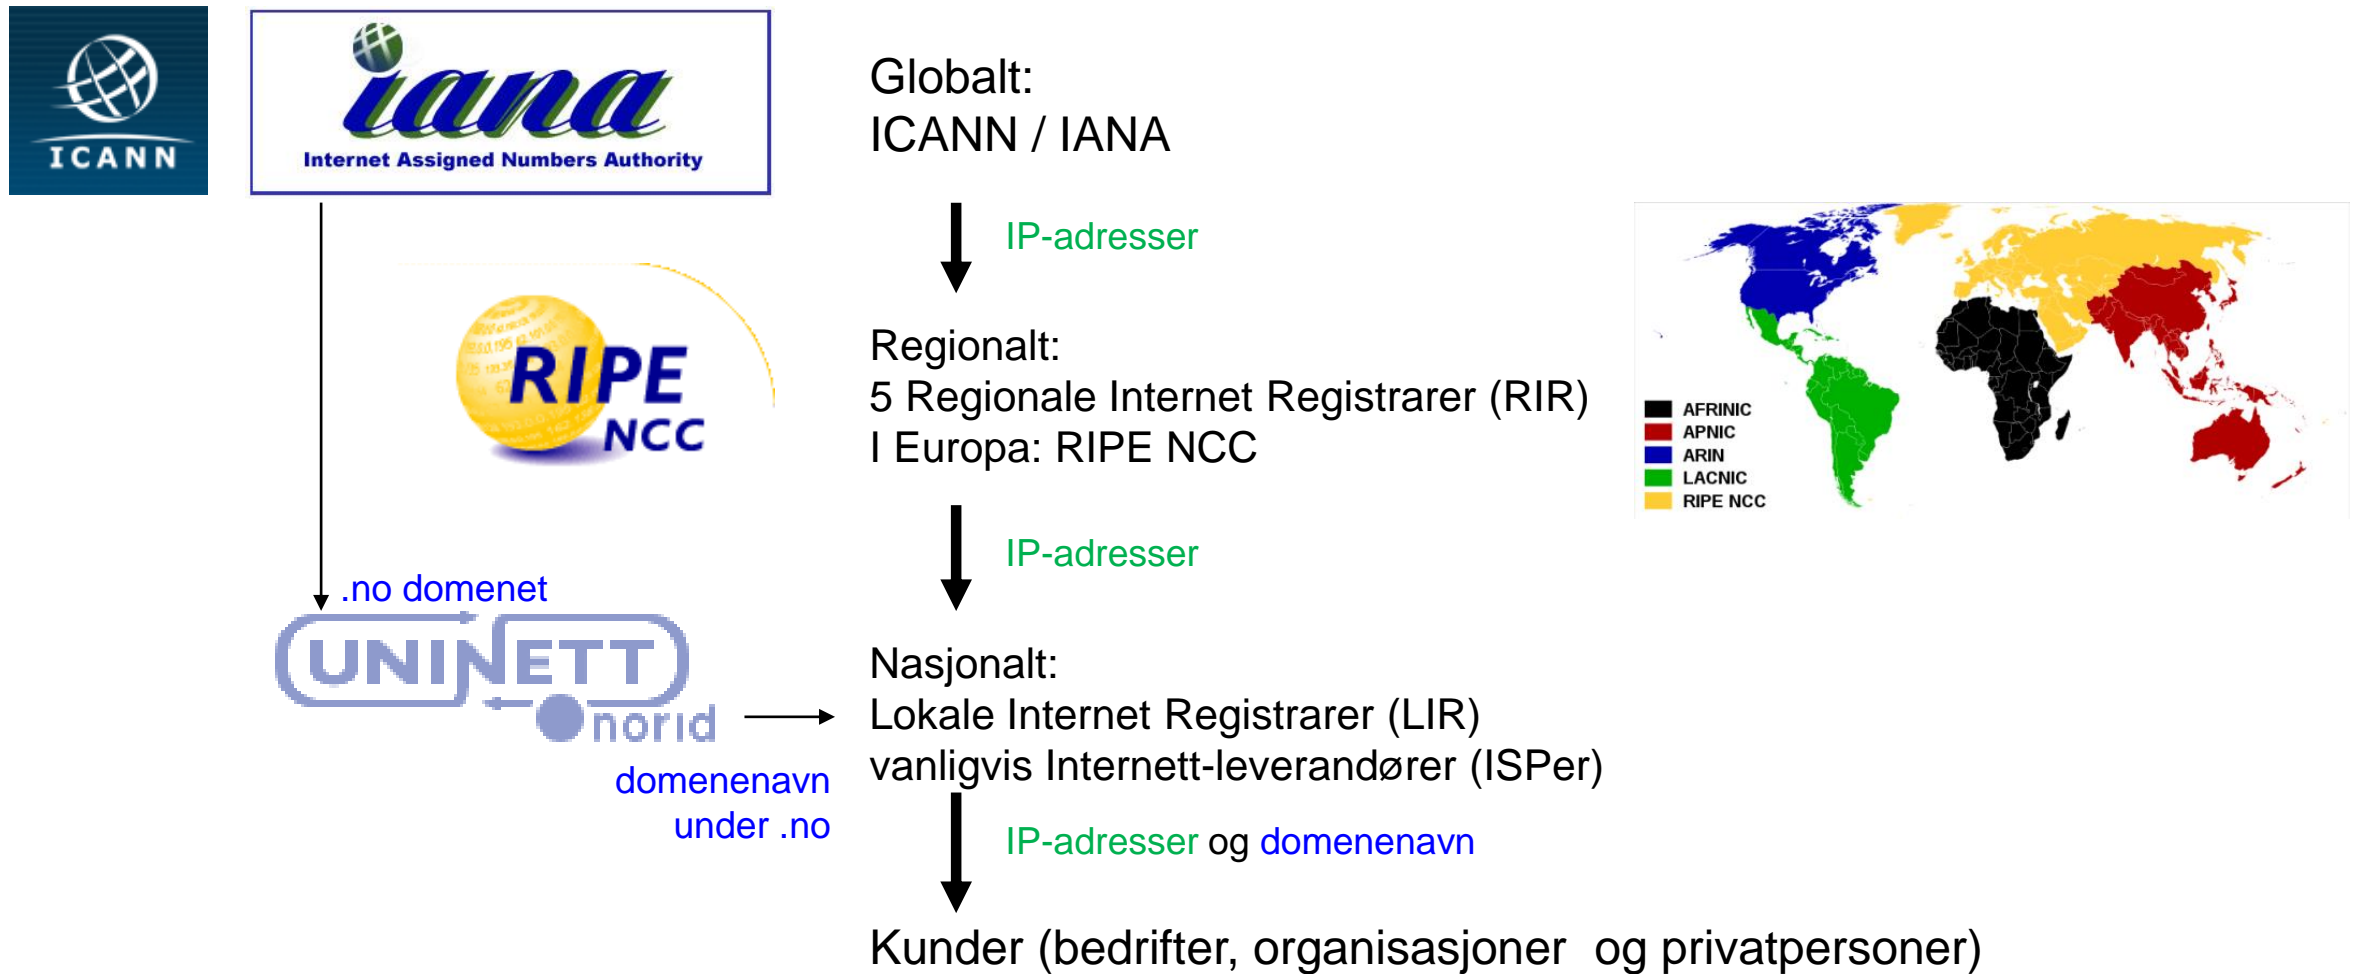 ICANN
iana
Internet Assigned Numbers Authority
Globalt:
ICANN / IANA
IP-adresser
RIPE
NCC
Regionalt:
5 Regionale Internet Registrarer (RIR)
I Europa: RIPE NCC
AFRINIC
APNIC
ARIN
LACNIC
RIPE NCC
IP-adresser
.no domenet
UNINETT
norid
Nasjonalt:
Lokale Internet Registrarer (LIR)
vanligvis Internett-leverandører (ISPer)
domenenavn
under .no
IP-adresser og domenenavn
Kunder (bedrifter, organisasjoner og privatpersoner)